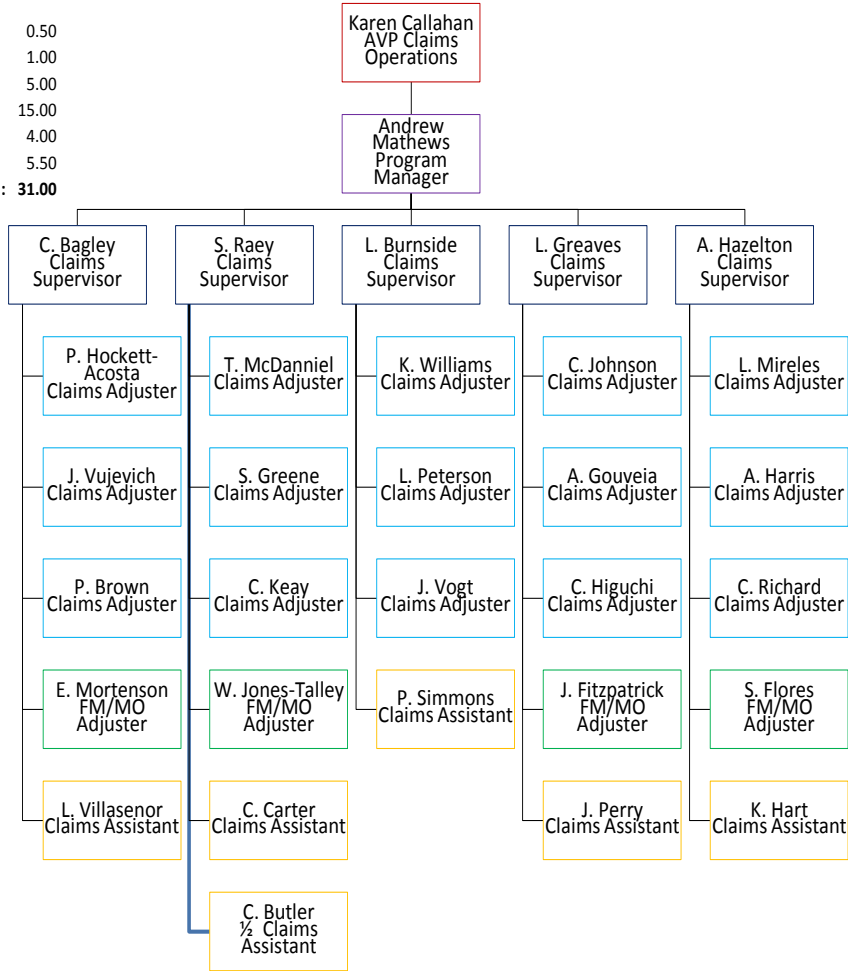 0.50
1.00
5.00
15.00
4.00
5.50
: 31.00
Karen Callahan
AVP Claims
Operations
Andrew
Mathews
Program
Manager
C. Bagley
Claims
Supervisor
S. Raey
Claims
Supervisor
L. Burnside
Claims
Supervisor
L. Greaves
Claims
Supervisor
A. Hazelton
Claims
Supervisor
P. Hockett-
Acosta
Claims Adjuster
T. McDanniel
Claims Adjuster
K. Williams
Claims Adjuster
C. Johnson
Claims Adjuster
L. Mireles
Claims Adjuster
J. Vujevich
Claims Adjuster
S. Greene
Claims Adjuster
L. Peterson
Claims Adjuster
A. Gouveia
Claims Adjuster
A. Harris
Claims Adjuster
P. Brown
Claims Adjuster
C. Keay
Claims Adjuster
J. Vogt
Claims Adjuster
C. Higuchi
Claims Adjuster
C. Richard
Claims Adjuster
E. Mortenson
FM/MO
Adjuster
W. Jones-Talley
FM/MO
Adjuster
P. Simmons
Claims Assistant
J. Fitzpatrick
FM/MO
Adjuster
S. Flores
FM/MO
Adjuster
L. Villasenor
Claims Assistant
C. Carter
Claims Assistant
J. Perry
Claims Assistant
K. Hart
Claims Assistant
C. Butler
½ Claims
Assistant